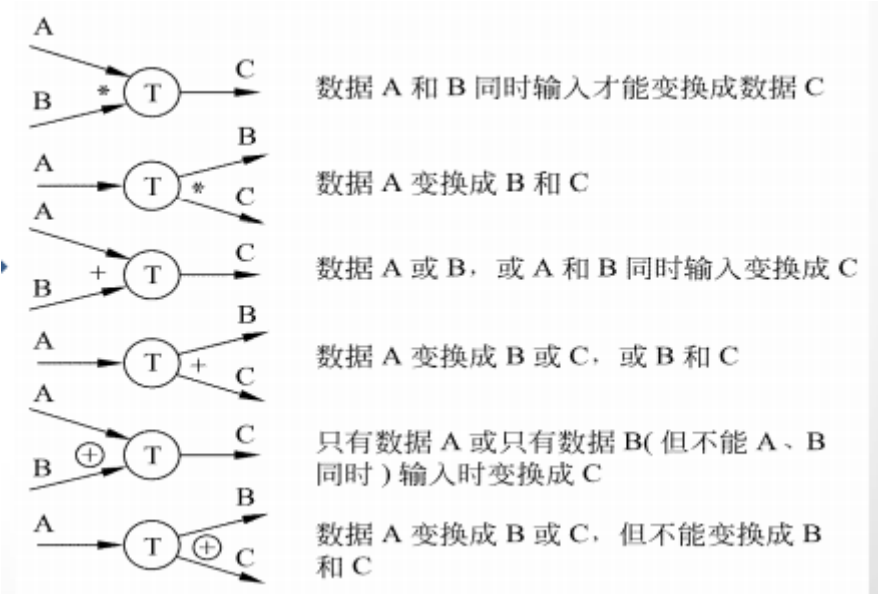 A
B
*
T
C
数据 A 和 B 同时输入才能变换成数据 C
A
T
*
B
C
数据 A 变换成 B 和 C
A
B
+
T
C
数据 A 或 B，或 A 和 B 同时输入变换成 C
A
T
+
B
C
数据 A 变换成 B 或 C，或 B 和 C
A
B
⊕
T
C
只有数据 A 或只有数据 B( 但不能 A、B
同时 ) 输入时变换成 C
A
T
⊕
B
C
数据 A 变换成 B 或 C，但不能变换成 B
和 C